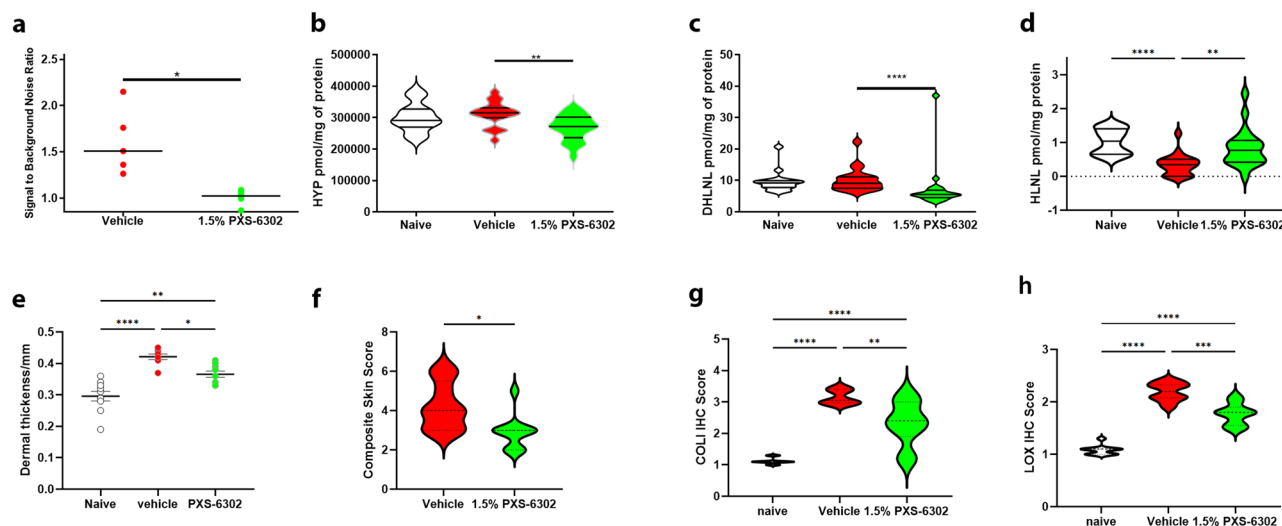 a
Signal to Background Noise Ratio
2.5
2.0
1.5
1.0
*
Vehicle 1.5% PXS-6302
b
HYP pmol/mg of protein
500000
400000
300000
200000
100000
0
**
Naive Vehicle 1.5% PXS-6302
c
DHLNL pmol/mg of protein
50
40
30
20
10
0
****
Naive vehicle 1.5% PXS-6302
d
HLNL pmol/mg protein
3
2
1
0
-1
**** **
Naive Vehicle 1.5% PXS-6302
e
Dermal thickenss/mm
0.5
0.4
0.3
0.2
0.1
0.0
**
**** *
Naive vehicle PXS-6302
f
Composite Skin Score
8
6
4
2
0
*
Vehicle 1.5% PXS-6302
g
COLI IHC Score
5
4
3
2
1
0
****
**** **
naive Vehicle 1.5% PXS-6302
h
LOX IHC Score
3
2
1
0
****
**** ***
naive Vehicle 1.5% PXS-6302